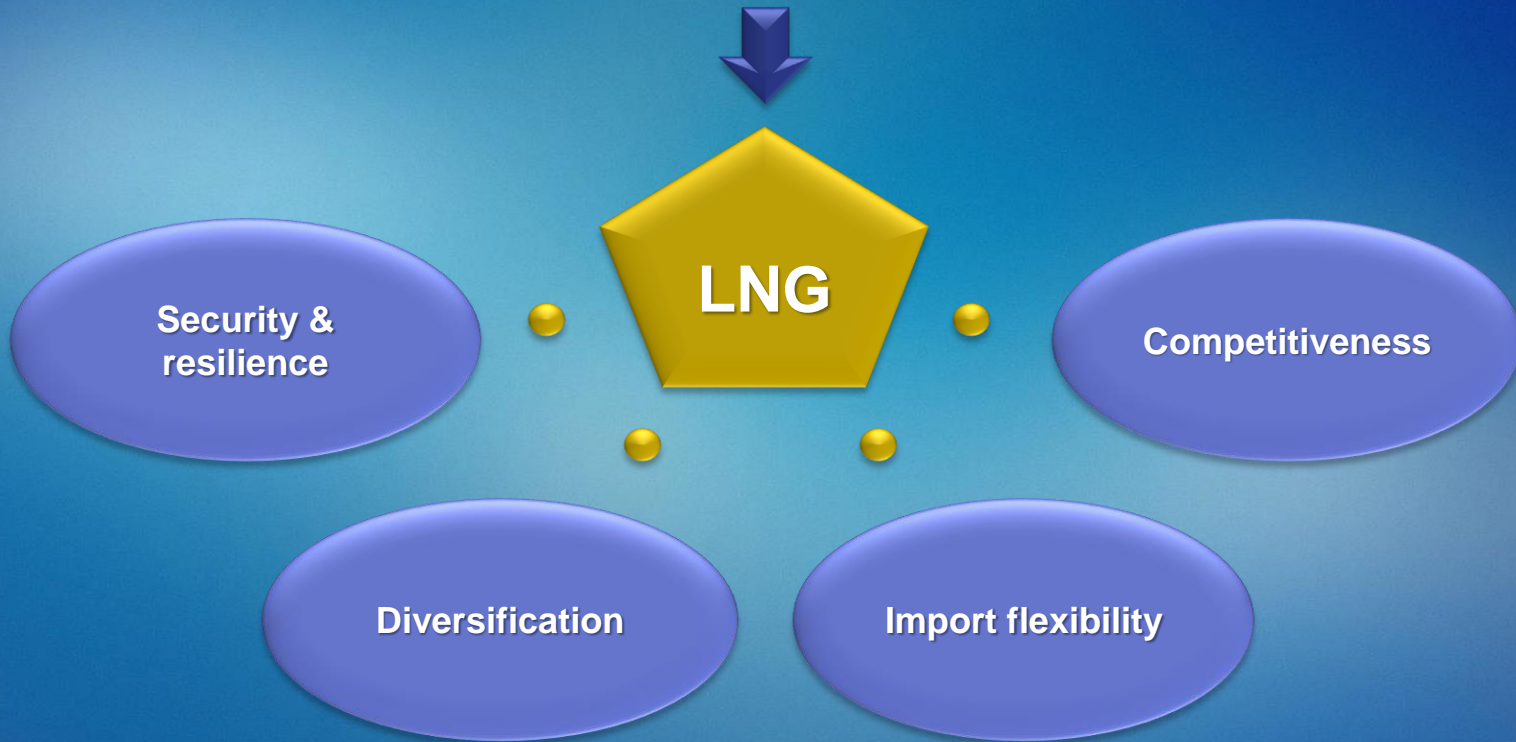 LNG
Security &
resilience
Competitiveness
Diversification
Import flexibility